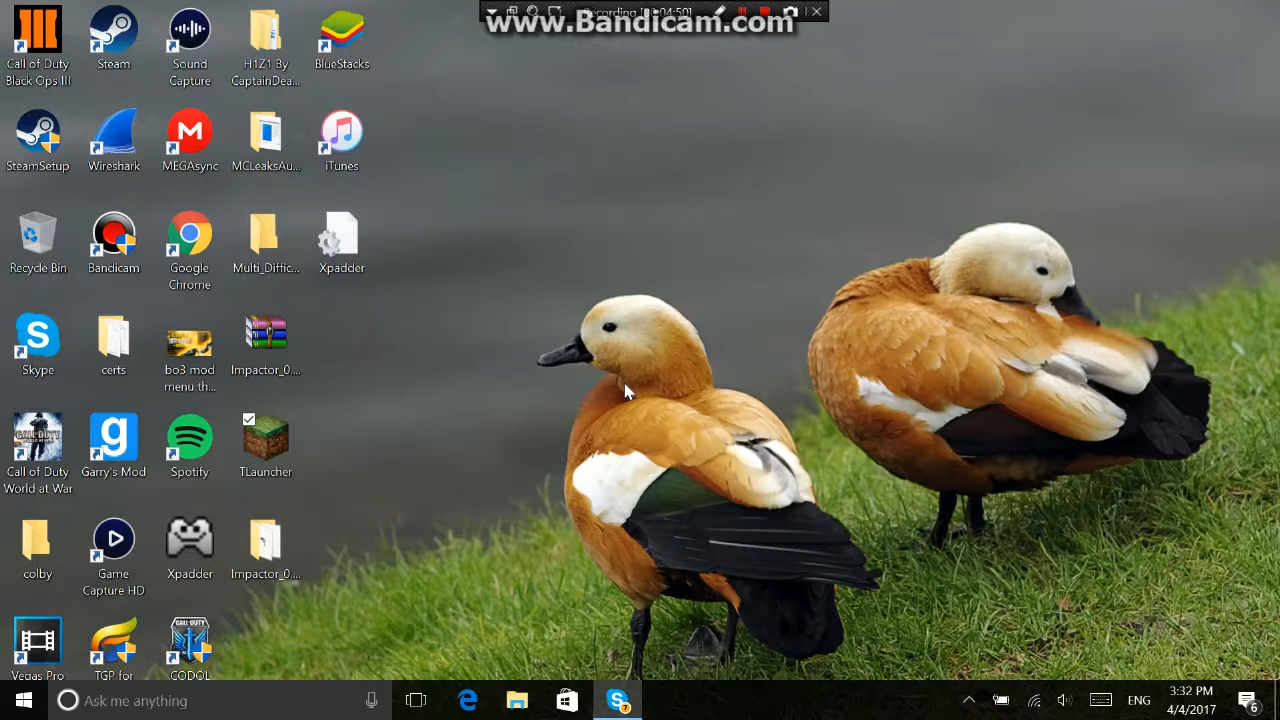 Recording [00:04:50]
www.Bandicam.com
Call of Duty
Black Ops III
Steam
Sound
Capture
H1Z1 By
CaptainDea...
BlueStacks
SteamSetup
Wireshark
MEGAsync
MCLeaksAu...
iTunes
Recycle Bin
Bandicam
Google
Chrome
Multi_Diffic...
Xpadder
Skype
certs
bo3 mod
menu th...
Impactor_0....
Call of Duty
World at War
Garry's Mod
Spotify
TLauncher
colby
Game
Capture HD
Xpadder
Impactor_0....
Vegas Pro
TGP for
CODOL
Ask me anything
ENG
3:32 PM
4/4/2017
6